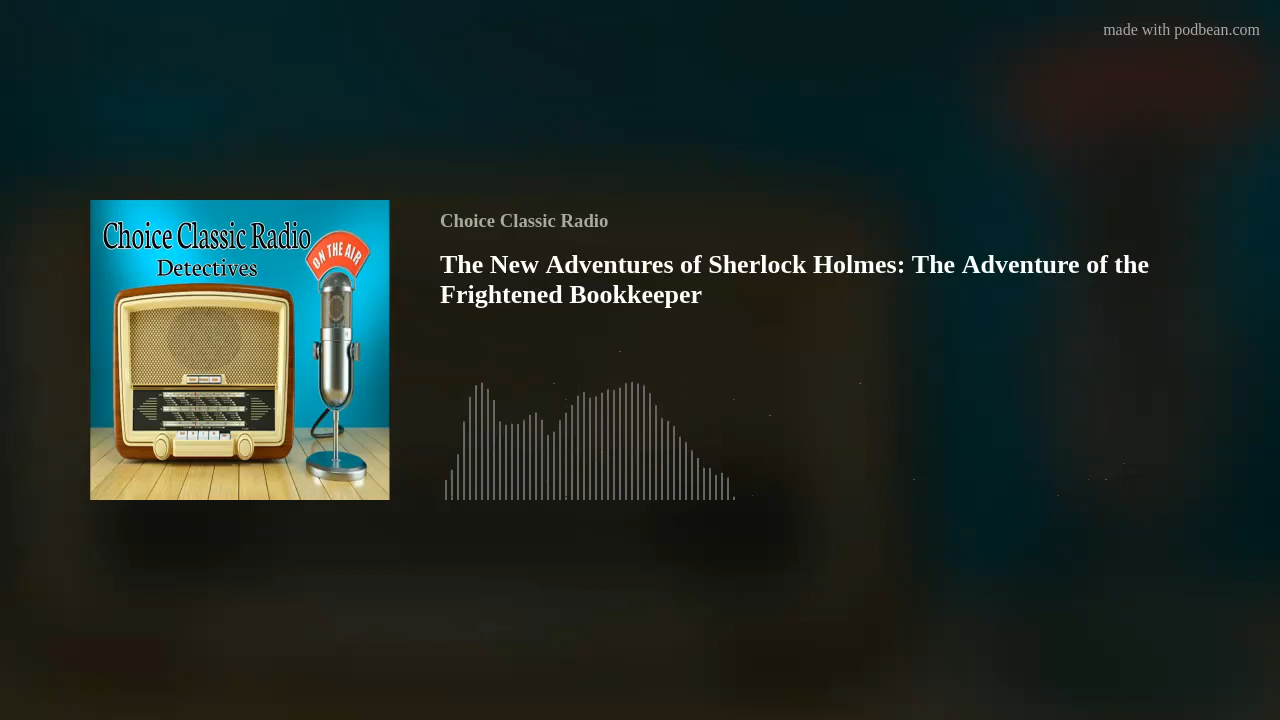 made with podbean.com
Choice Classic Radio
Detectives
ON THE AIR
Choice Classic Radio
The New Adventures of Sherlock Holmes: The Adventure of the
Frightened Bookkeeper